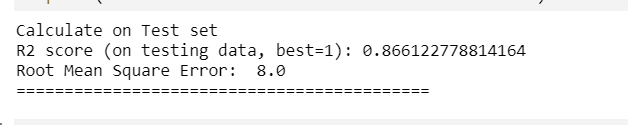 Calculate on Test set
R2 score (on testing data, best=1): 0.866122778814164
Root Mean Square Error:  8.0
===========================================